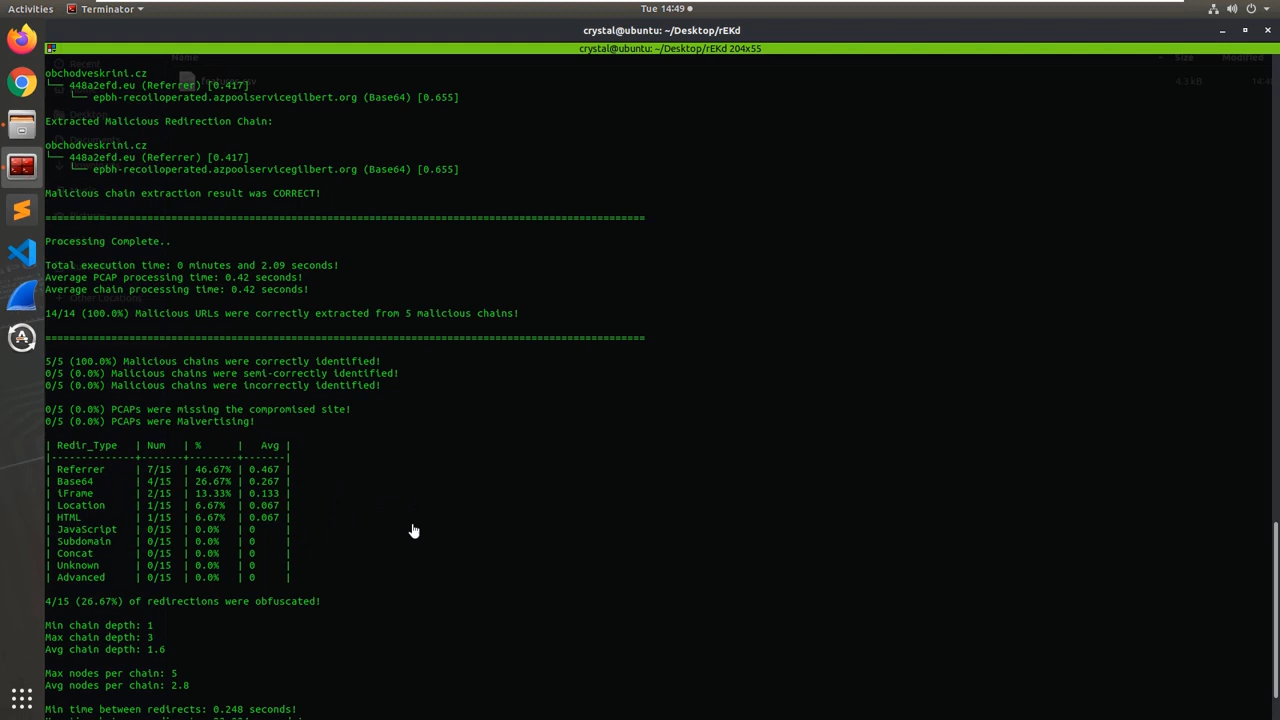 Activities
Terminator
Tue 14:49
crystal@ubuntu: ~/Desktop/rEKd
crystal@ubuntu: ~/Desktop/rEKd 204x55
Recent
Name
Modified
obchodveskrini.cz
└── 448a2efd.eu (Referrer) [0.417]
└── epbh-recoiloperated.azpoolservicegilbert.org (Base64) [0.655]
Extracted Malicious Redirection Chain:
obchodveskrini.cz
└── 448a2efd.eu (Referrer) [0.417]
└── epbh-recoiloperated.azpoolservicegilbert.org (Base64) [0.655]
Malicious chain extraction result was CORRECT!
====================================================================================================
Processing Complete..
Total execution time: 0 minutes and 2.09 seconds!
Average PCAP processing time: 0.42 seconds!
Average chain processing time: 0.42 seconds!
Other Locations
14/14 (100.0%) Malicious URLs were correctly extracted from 5 malicious chains!
====================================================================================================
5/5 (100.0%) Malicious chains were correctly identified!
0/5 (0.0%) Malicious chains were semi-correctly identified!
0/5 (0.0%) Malicious chains were incorrectly identified!
0/5 (0.0%) PCAPs were missing the compromised site!
0/5 (0.0%) PCAPs were Malvertising!
| Redir_Type | Num | % | Avg |
|--------------+-------+--------+-------|
| Referrer | 7/15 | 46.67% | 0.467 |
| Base64 | 4/15 | 26.67% | 0.267 |
| iFrame | 2/15 | 13.33% | 0.133 |
| Location | 1/15 | 6.67% | 0.067 |
| HTML | 1/15 | 6.67% | 0.067 |
| JavaScript | 0/15 | 0.0% | 0 |
| Subdomain | 0/15 | 0.0% | 0 |
| Concat | 0/15 | 0.0% | 0 |
| Unknown | 0/15 | 0.0% | 0 |
| Advanced | 0/15 | 0.0% | 0 |
4/15 (26.67%) of redirections were obfuscated!
Min chain depth: 1
Max chain depth: 3
Avg chain depth: 1.6
Max nodes per chain: 5
Avg nodes per chain: 2.8
Min time between redirects: 0.248 seconds!